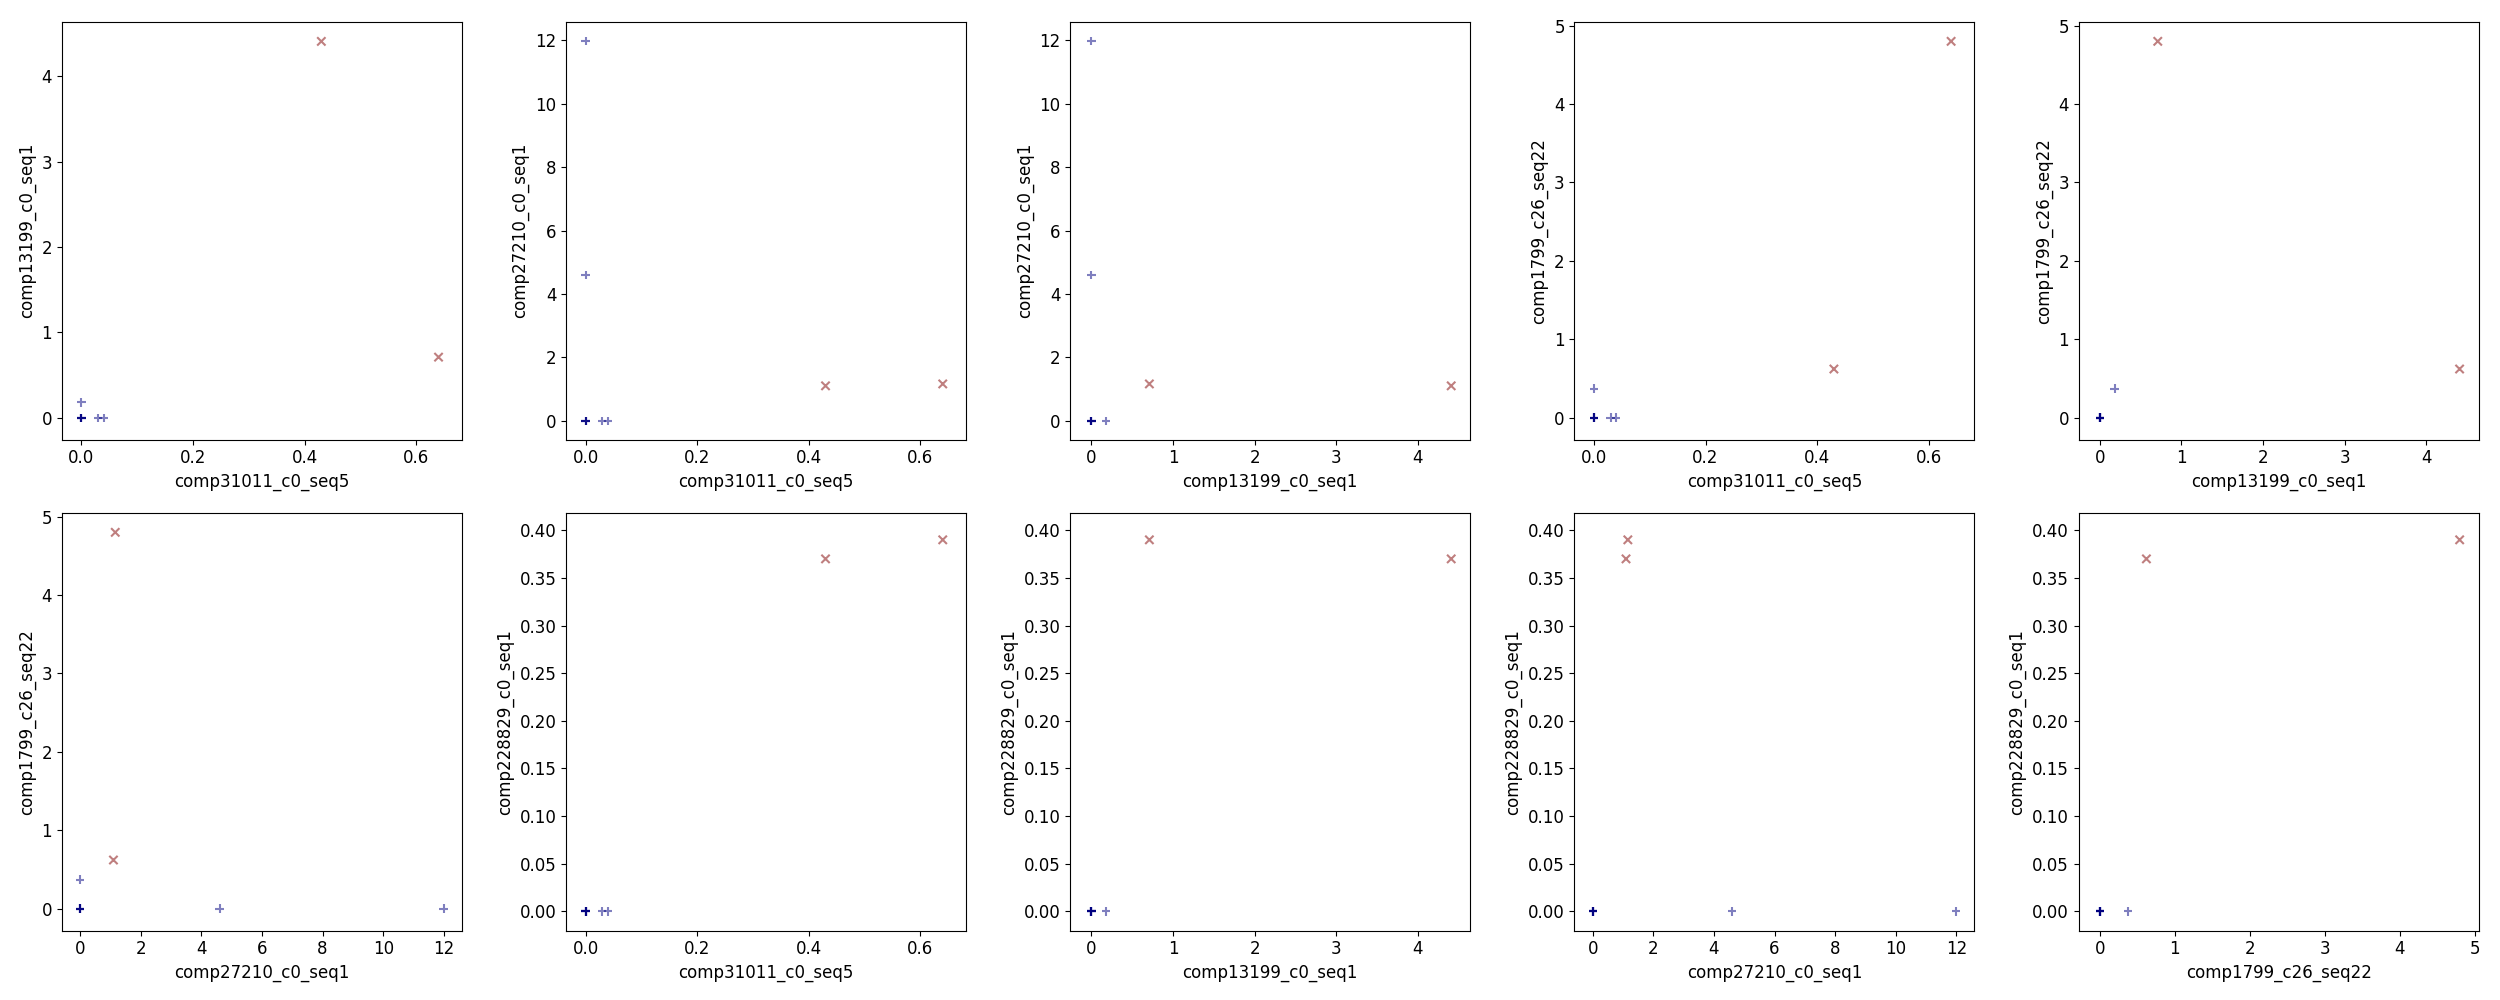 comp13199_c0_seq1
4
3
2
1
0
0.0 0.2 0.4 0.6
comp31011_c0_seq5
comp27210_c0_seq1
12
10
8
6
4
2
0
0.0 0.2 0.4 0.6
comp31011_c0_seq5
comp27210_c0_seq1
12
10
8
6
4
2
0
0 1 2 3 4
comp13199_c0_seq1
comp1799_c26_seq22
5
4
3
2
1
0
0.0 0.2 0.4 0.6
comp31011_c0_seq5
comp1799_c26_seq22
5
4
3
2
1
0
0 1 2 3 4
comp13199_c0_seq1
comp1799_c26_seq22
5
4
3
2
1
0
0 2 4 6 8 10 12
comp27210_c0_seq1
comp228829_c0_seq1
0.40
0.35
0.30
0.25
0.20
0.15
0.10
0.05
0.00
0.0 0.2 0.4 0.6
comp31011_c0_seq5
comp228829_c0_seq1
0.40
0.35
0.30
0.25
0.20
0.15
0.10
0.05
0.00
0 1 2 3 4
comp13199_c0_seq1
comp228829_c0_seq1
0.40
0.35
0.30
0.25
0.20
0.15
0.10
0.05
0.00
0 2 4 6 8 10 12
comp27210_c0_seq1
comp228829_c0_seq1
0.40
0.35
0.30
0.25
0.20
0.15
0.10
0.05
0.00
0 1 2 3 4 5
comp1799_c26_seq22